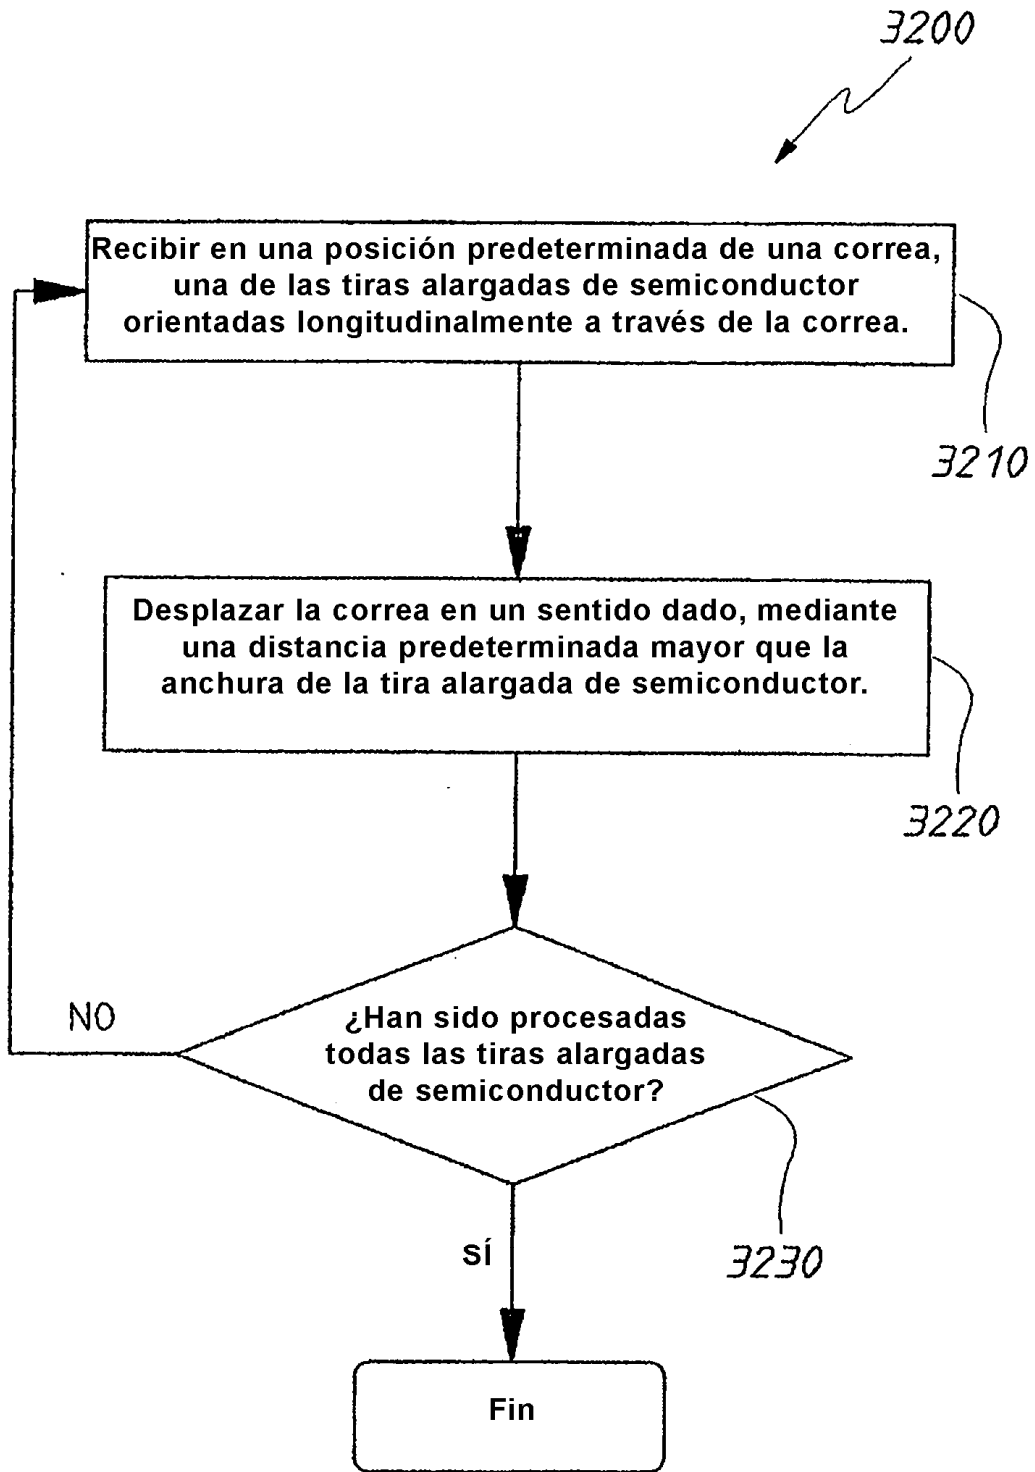 3200
Recibir en una posición predeterminada de una correa,
una de las tiras alargadas de semiconductor
orientadas longitudinalmente a través de la correa.
3210
Desplazar la correa en un sentido dado, mediante
una distancia predeterminada mayor que la
anchura de la tira alargada de semiconductor.
3220
NO
¿Han sido procesadas
todas las tiras alargadas
de semiconductor?
3230
SÍ
Fin